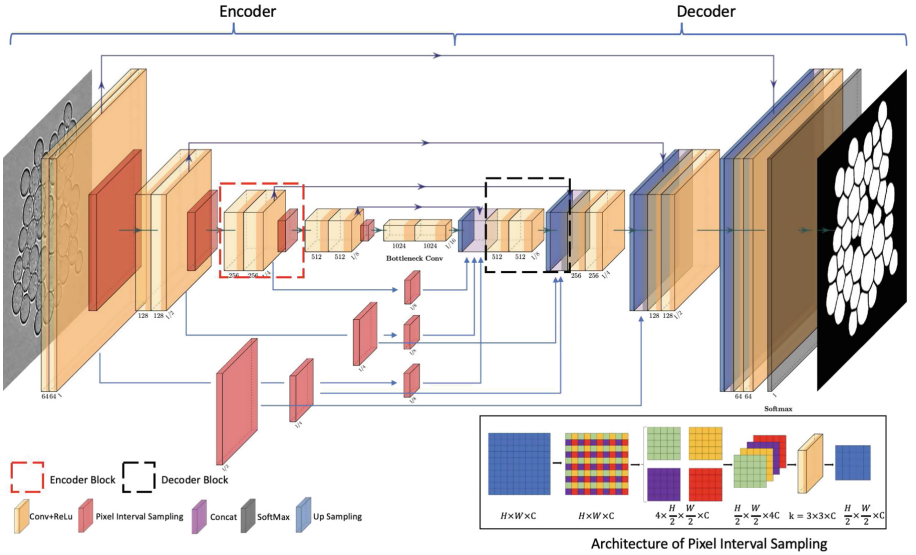 Encoder
Decoder
64 64 1
128 128 1/2
256 256 1/4
512 512 1/8
1024 1024 1/16
Bottleneck Conv
512 512 1/8
256 256 1/4
128 128 1/2
64 64 1
Softmax
1/8
1/4 1/8
1/2 1/4 1/8
H×W×C
H×W×C
4×H/2×W/2×C
H/2×W/2×4C
k = 3×3×C
H/2×W/2×C
Architecture of Pixel Interval Sampling
Encoder Block
Decoder Block
Conv+ReLu
Pixel Interval Sampling
Concat
SoftMax
Up Sampling